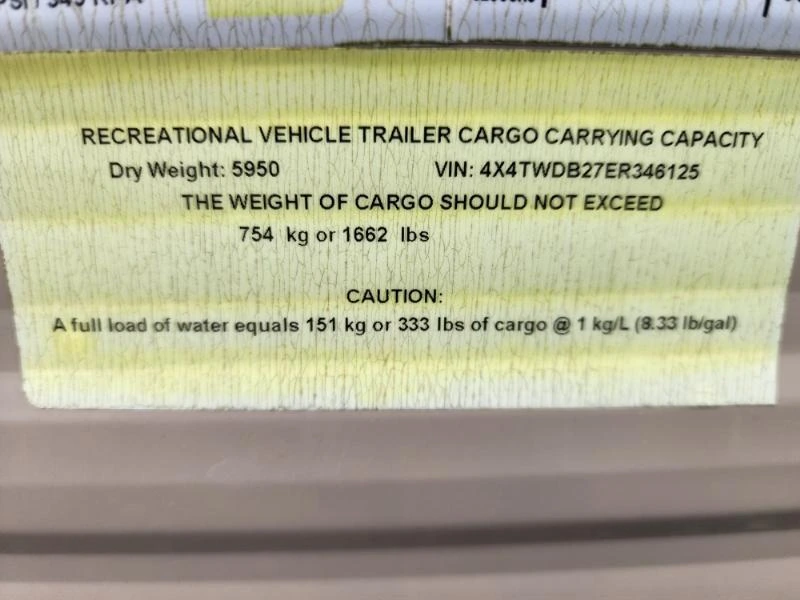 RECREATIONAL VEHICLE TRAILER CARGO CARRYING CAPACITY
Dry Weight: 5950 VIN: 4X4TWDB27ER346125
THE WEIGHT OF CARGO SHOULD NOT EXCEED
754 kg or 1662 lbs
CAUTION:
A full load of water equals 151 kg or 333 lbs of cargo @ 1 kg/L (8.33 lb/gal)